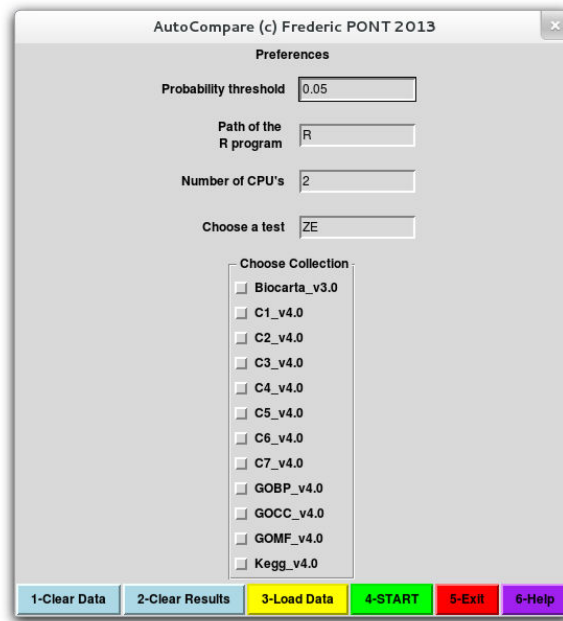 AutoCompare (c) Frederic PONT 2013
×
Preferences
Probability threshold 0.05
Path of the
R program R
Number of CPU's 2
Choose a test ZE
Choose Collection
Biocarta_v3.0
C1_v4.0
C2_v4.0
C3_v4.0
C4_v4.0
C5_v4.0
C6_v4.0
C7_v4.0
GOBP_v4.0
GOCC_v4.0
GOMF_v4.0
Kegg_v4.0
1-Clear Data 2-Clear Results 3-Load Data 4-START 5-Exit 6-Help